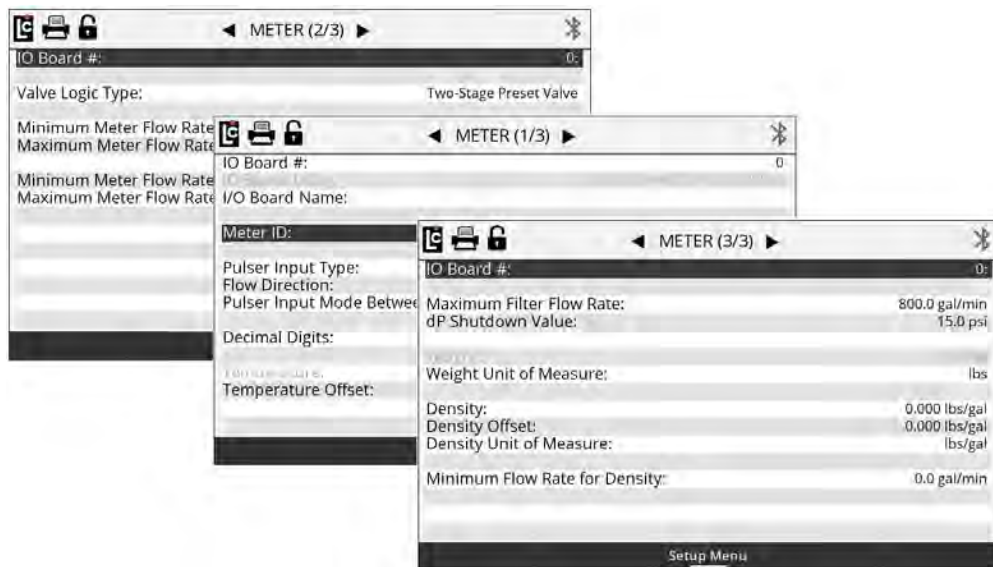 LC
◀ METER (2/3) ▶
IO Board #: 0:
Valve Logic Type: Two-Stage Preset Valve
Minimum Meter Flow Rate
Maximum Meter Flow Rate
Minimum Meter Flow Rate
Maximum Meter Flow Rate
LC
◀ METER (1/3) ▶
IO Board #: 0
I/O Board Name:
Meter ID:
Pulser Input Type:
Flow Direction:
Pulser Input Mode Betwee
Decimal Digits:
Temperature:
Temperature Offset:
LC
◀ METER (3/3) ▶
IO Board #: 0:
Maximum Filter Flow Rate: 800.0 gal/min
dP Shutdown Value: 15.0 psi
Weight Unit of Measure: lbs
Density: 0.000 lbs/gal
Density Offset: 0.000 lbs/gal
Density Unit of Measure: lbs/gal
Minimum Flow Rate for Density: 0.0 gal/min
Setup Menu